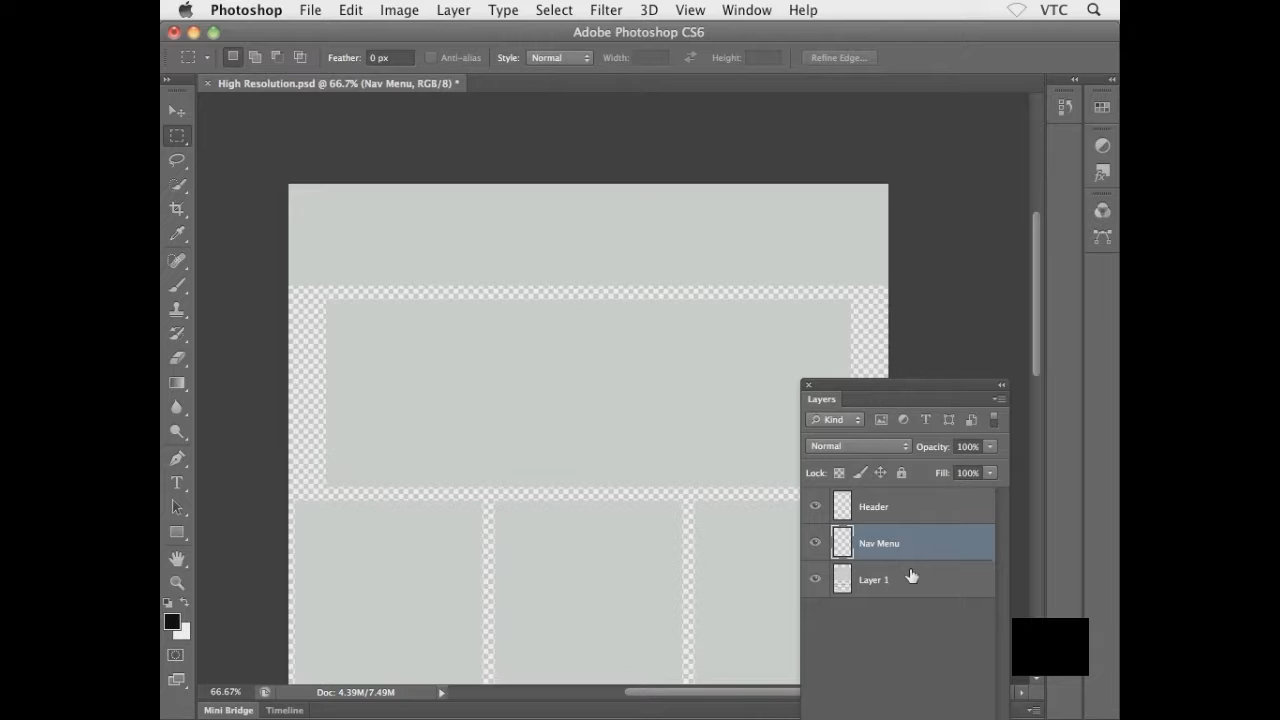 Photoshop File Edit Image Layer Type Select Filter 3D View Window Help VTC
Adobe Photoshop CS6
Feather: 0 px Anti-alias Style: Normal Width: Height: Refine Edge...
High Resolution.psd @ 66.7% (Nav Menu, RGB/8) *
Layers
Kind
Normal Opacity: 100%
Lock: Fill: 100%
Header
Nav Menu
Layer 1
66.67% Doc: 4.39M/7.49M
Mini Bridge Timeline